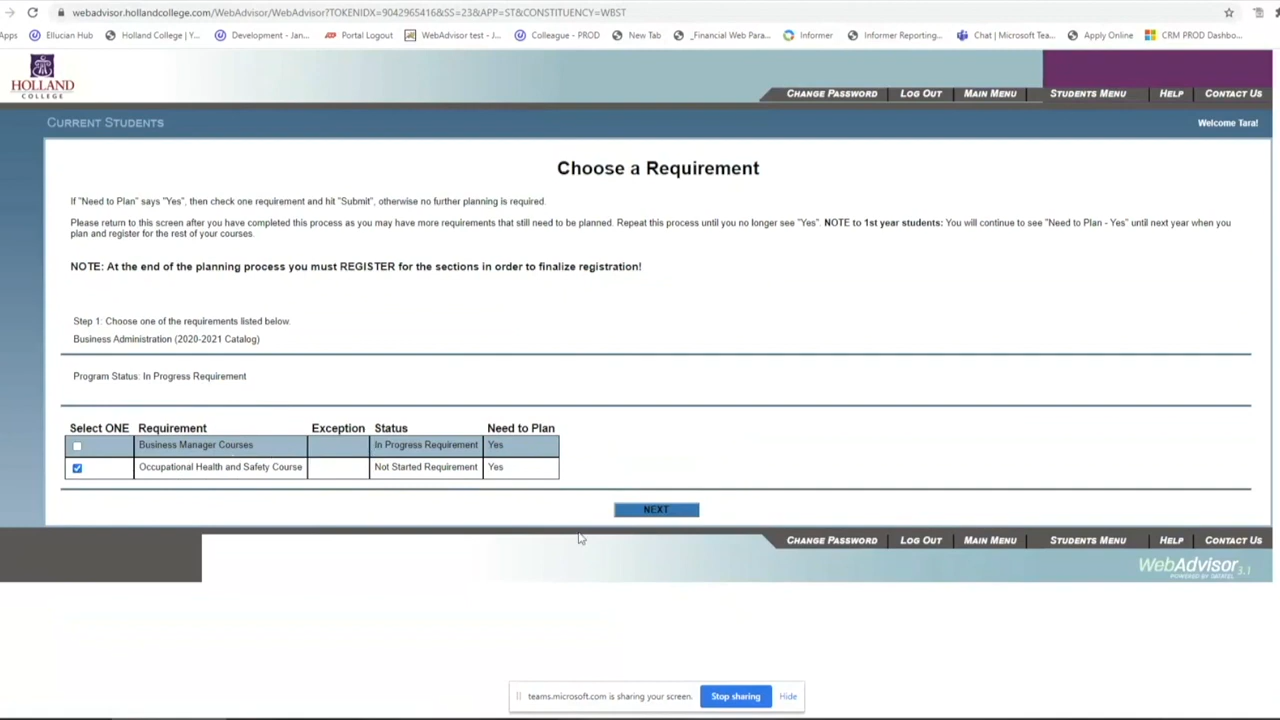 webadvisor.hollandcollege.com/WebAdvisor/WebAdvisor?TOKENIDX=9042965416&SS=23&APP=ST&CONSTITUENCY=WBST
Apps Ellucian Hub Holland College | Y... Development - Jan... Portal Logout WebAdvisor test - J... Colleague - PROD New Tab _Financial Web Para... Informer Informer Reporting... Chat | Microsoft Tea... Apply Online CRM PROD Dashbo...
HOLLAND
COLLEGE
CHANGE PASSWORD LOG OUT MAIN MENU STUDENTS MENU HELP CONTACT US
CURRENT STUDENTS Welcome Tara!
Choose a Requirement
If "Need to Plan" says "Yes", then check one requirement and hit "Submit", otherwise no further planning is required.
Please return to this screen after you have completed this process as you may have more requirements that still need to be planned. Repeat this process until you no longer see "Yes". NOTE to 1st year students: You will continue to see "Need to Plan - Yes" until next year when you
plan and register for the rest of your courses.
NOTE: At the end of the planning process you must REGISTER for the sections in order to finalize registration!
Step 1: Choose one of the requirements listed below.
Business Administration (2020-2021 Catalog)
Program Status: In Progress Requirement
Select ONE Requirement Exception Status Need to Plan
Business Manager Courses In Progress Requirement Yes
Occupational Health and Safety Course Not Started Requirement Yes
NEXT
CHANGE PASSWORD LOG OUT MAIN MENU STUDENTS MENU HELP CONTACT US
WebAdvisor 3.1
POWERED BY DATATEL
teams.microsoft.com is sharing your screen. Stop sharing Hide